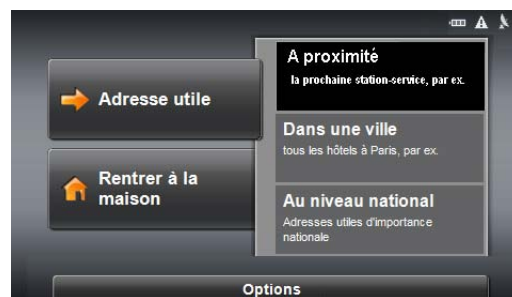 Adresse utile
Rentrer à la
maison
A proximité
la prochaine station-service, par ex.
Dans une ville
tous les hôtels à Paris, par ex.
Au niveau national
Adresses utiles d'importance
nationale
Options